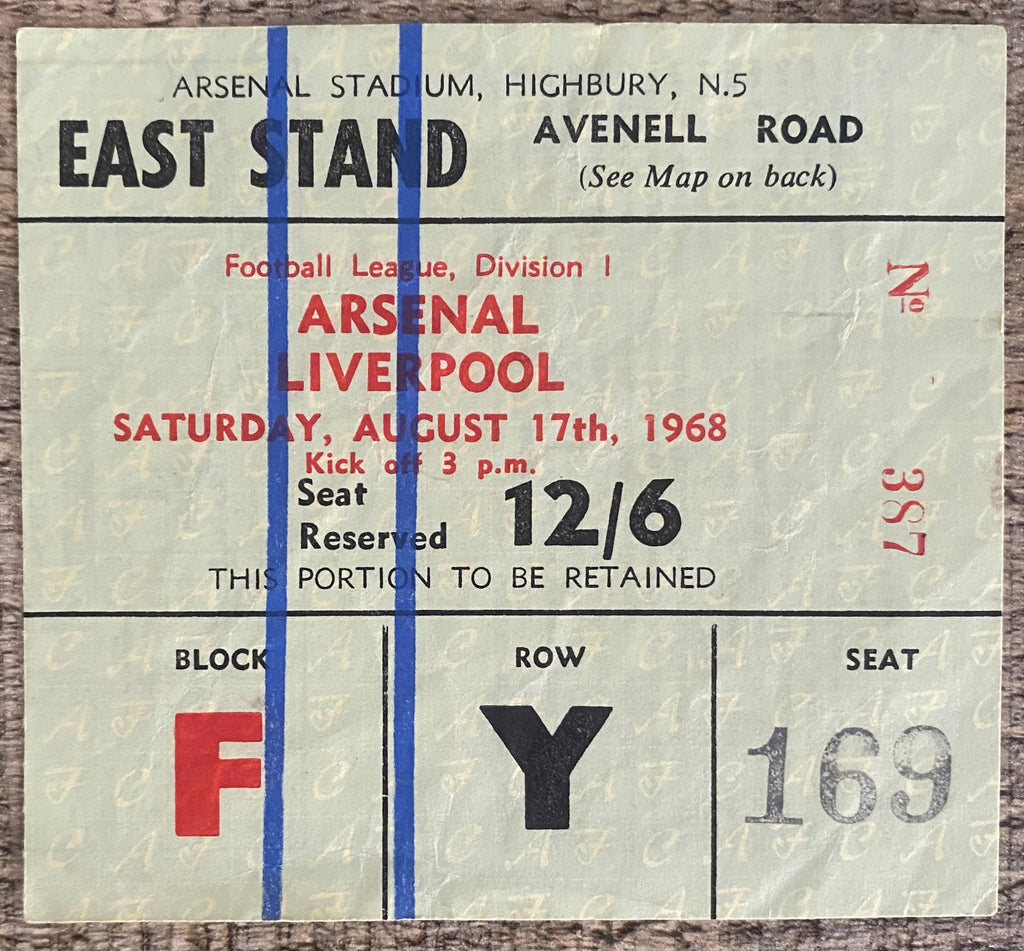 ARSENAL STADIUM, HIGHBURY, N.5
EAST STAND
AVENELL ROAD
(See Map on back)
Football League, Division I
ARSENAL
LIVERPOOL
SATURDAY, AUGUST 17th, 1968
Kick off 3 p.m.
Seat
Reserved
12/6
THIS PORTION TO BE RETAINED
№ 387
BLOCK
F
ROW
Y
SEAT
169